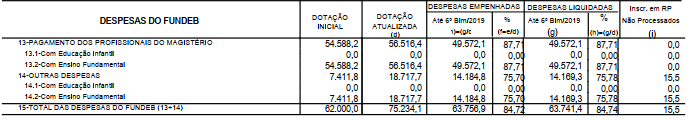 DESPESAS DO FUNDEB
DOTAÇÃO INICIAL
DOTAÇÃO ATUALIZADA (d)
DESPESAS EMPENHADAS
Até 6º Bim/2019
%
(f=e/d)
DESPESAS LIQUIDADAS
Até 6º Bim/2019
(g)
%
(h)=(g/d)
Inscr. em RP
Não Processados
(i)
13-PAGAMENTO DOS PROFISSIONAIS DO MAGISTÉRIO 54.588,2 56.516,4 49.572,1 87,71 49.572,1 87,71 0,0
13.1-Com Educação Infantil 0,0 0,0 0,0 0,00 0,0 0,00 0,0
13.2-Com Ensino Fundamental 54.588,2 56.516,4 49.572,1 87,71 49.572,1 87,71 0,0
14-OUTRAS DESPESAS 7.411,8 18.717,7 14.184,8 75,70 14.169,3 75,78 15,5
14.1-Com Educação Infantil 0,0 0,0 0,0 0,00 0,0 0,00 0,0
14.2-Com Ensino Fundamental 7.411,8 18.717,7 14.184,8 75,70 14.169,3 75,78 15,5
15-TOTAL DAS DESPESAS DO FUNDEB (13+14) 62.000,0 75.234,1 63.756,9 84,72 63.741,4 84,74 15,5